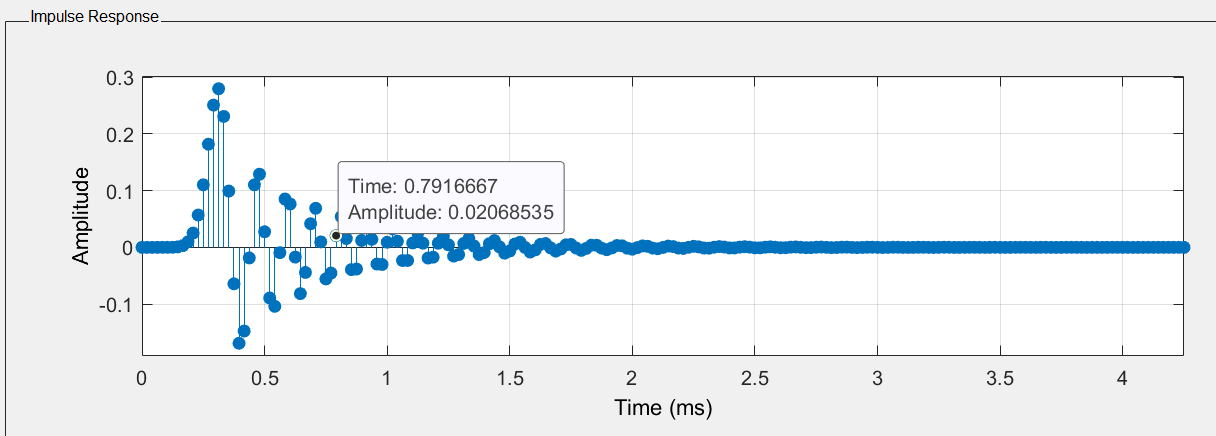 Impulse Response
0.3
0.2
0.1
0
-0.1
Amplitude
Time: 0.7916667
Amplitude: 0.02068535
0 0.5 1 1.5 2 2.5 3 3.5 4
Time (ms)